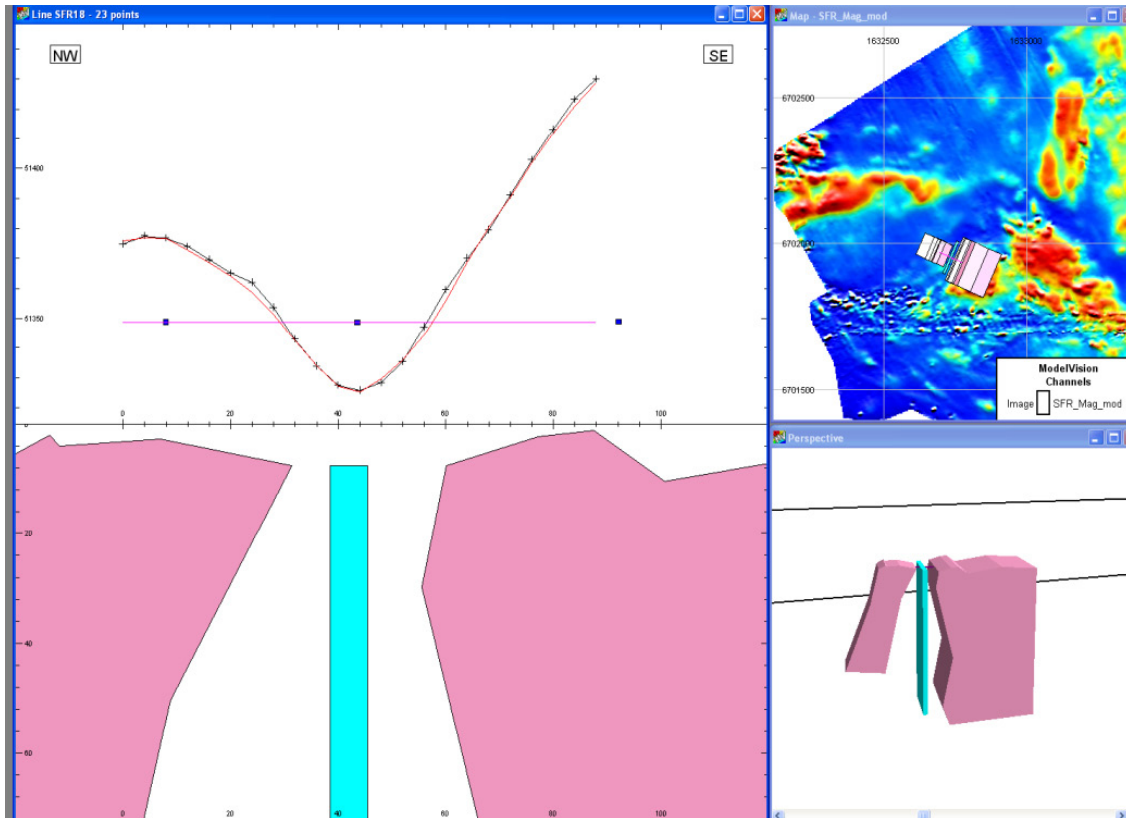 Line SFR18 - 23 points
NW
SE
51400
51350
0
20
40
60
80
100
0
20
40
60
0
20
40
60
80
100
Map - SFR_Mag_mod
1632500
1633000
6702500
6702000
6701500
ModelVision
Channels
Image SFR_Mag_mod
Perspective